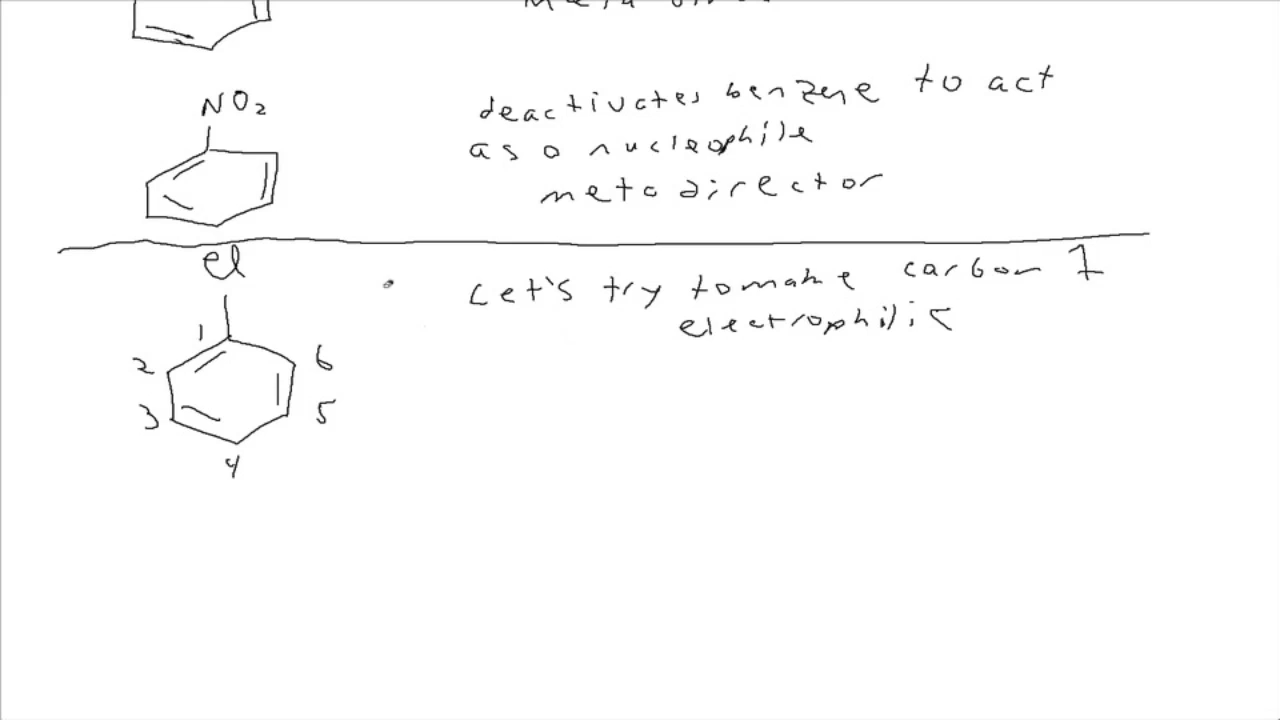 NO2
deactivates benzene to act
as a nucleophile
meta director
Cl
Let's try to make carbon 1
electrophilic
1
2
6
3
5
4